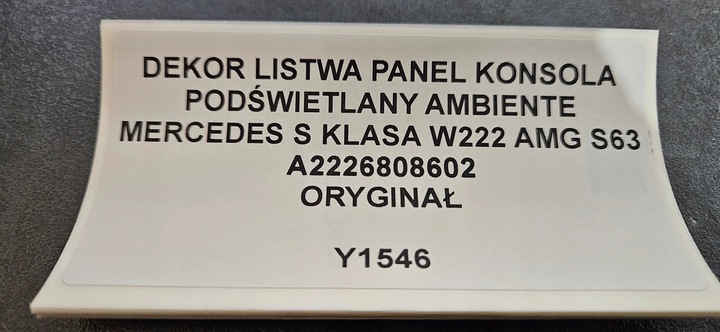 DEKOR LISTWA PANEL KONSOLA
PODŚWIETLANY AMBIENTE
MERCEDES S KLASA W222 AMG S63
A2226808602
ORYGINAŁ
Y1546